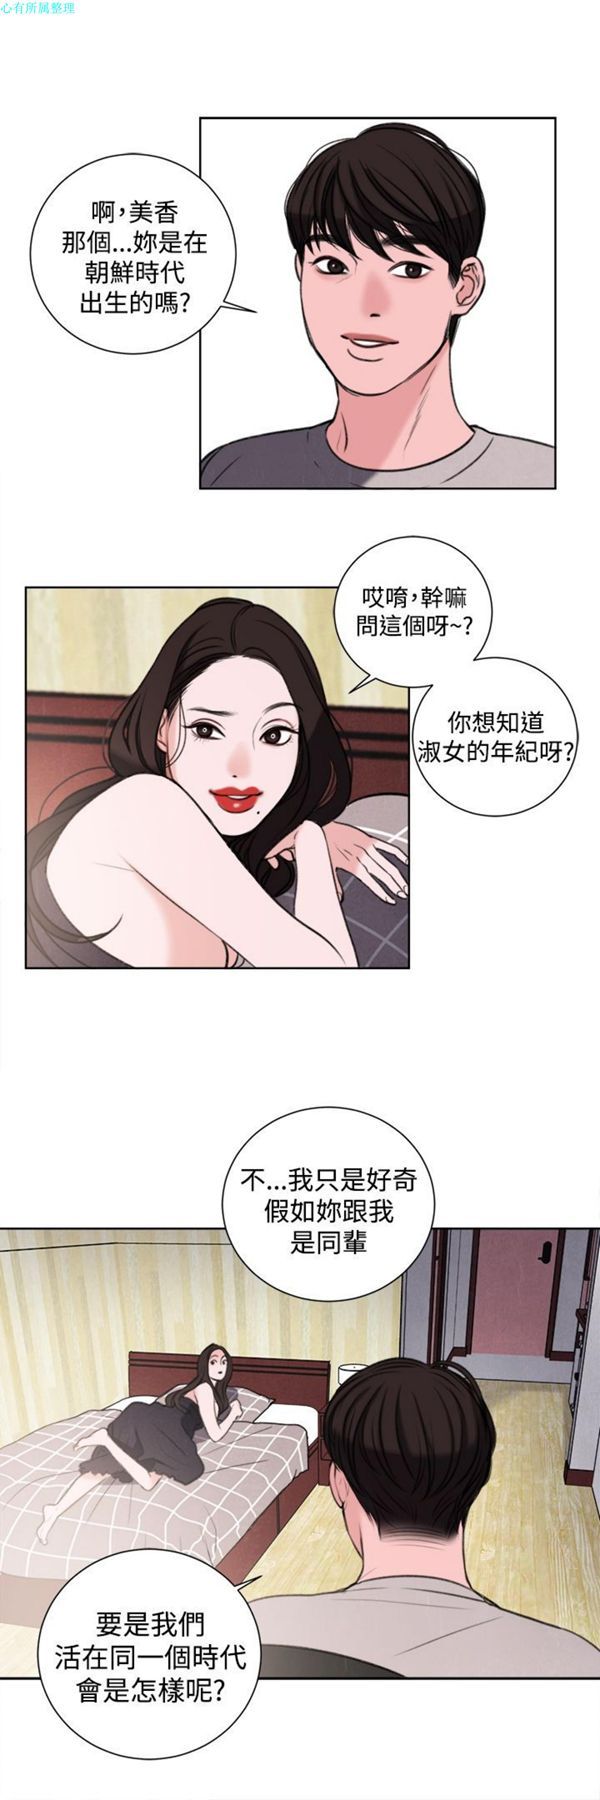 心有所属整理
啊,美香
那個...妳是在
朝鮮時代
出生的嗎?
哎唷,幹嘛
問這個呀~?
你想知道
淑女的年紀呀?
不...我只是好奇
假如妳跟我
是同輩
要是我們
活在同一個時代
會是怎樣呢?